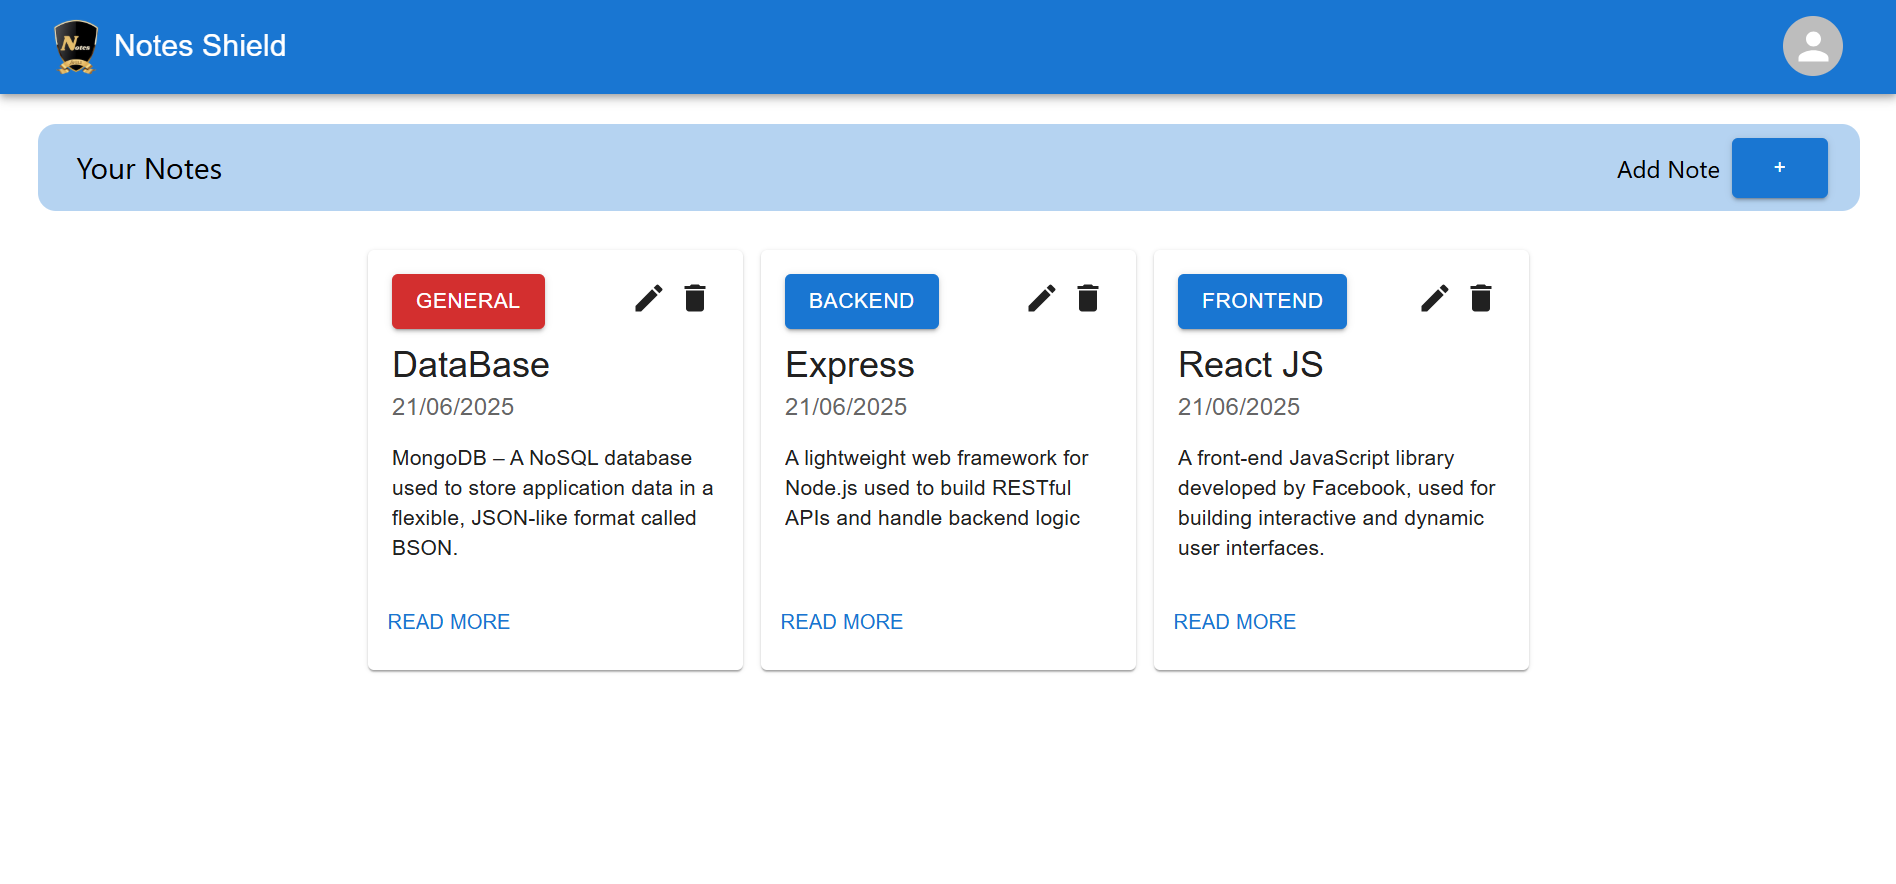 Notes
Notes Shield
Your Notes
Add Note +
GENERAL
DataBase
21/06/2025
MongoDB – A NoSQL database
used to store application data in a
flexible, JSON-like format called
BSON.
READ MORE
BACKEND
Express
21/06/2025
A lightweight web framework for
Node.js used to build RESTful
APIs and handle backend logic
READ MORE
FRONTEND
React JS
21/06/2025
A front-end JavaScript library
developed by Facebook, used for
building interactive and dynamic
user interfaces.
READ MORE